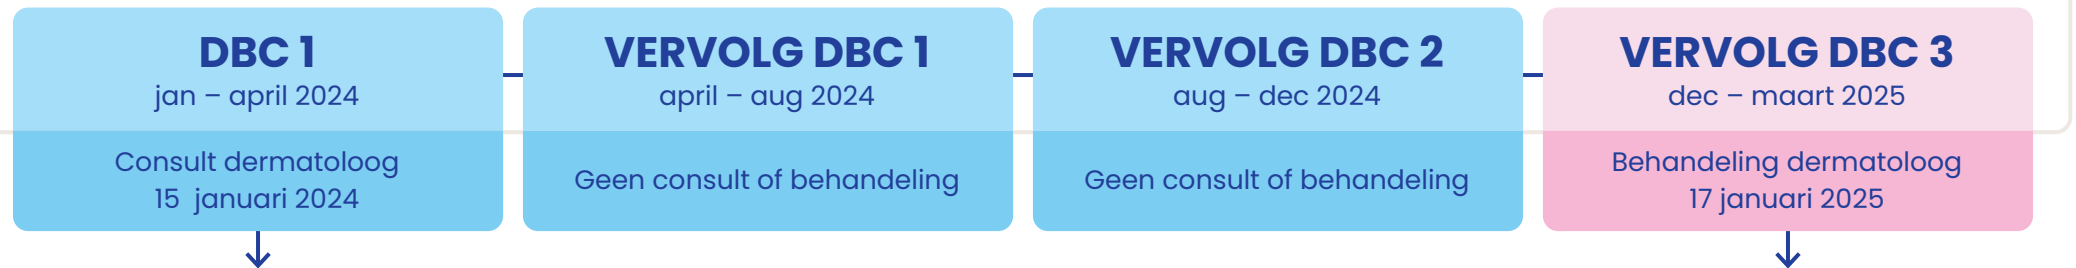 DBC 1
jan – april 2024
Consult dermatoloog
15 januari 2024
VERVOLG DBC 1
april – aug 2024
Geen consult of behandeling
VERVOLG DBC 2
aug – dec 2024
Geen consult of behandeling
VERVOLG DBC 3
dec – maart 2025
Behandeling dermatoloog
17 januari 2025